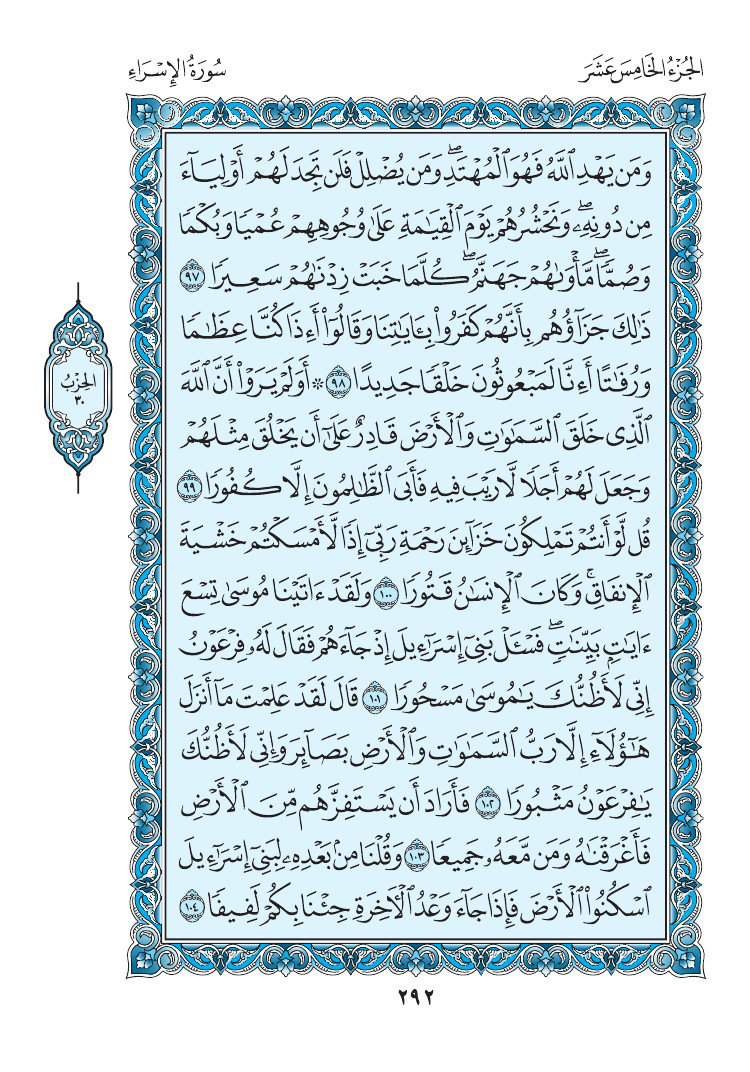 الجُزْءُ الخَامِسَ عَشَرَ
سُورَةُ الإِسْرَاءِ
وَمَن يَهْدِ ٱللَّهُ فَهُوَ ٱلْمُهْتَدِۖ وَمَن يُضْلِلْ فَلَن تَجِدَ لَهُمْ أَوْلِيَآءَ
مِن دُونِهِۦۖ وَنَحْشُرُهُمْ يَوْمَ ٱلْقِيَٰمَةِ عَلَىٰ وُجُوهِهِمْ عُمْيًا وَبُكْمًا
وَصُمًّاۖ مَّأْوَىٰهُمْ جَهَنَّمُۖ كُلَّمَا خَبَتْ زِدْنَٰهُمْ سَعِيرًا ٩٧
ذَٰلِكَ جَزَآؤُهُم بِأَنَّهُمْ كَفَرُوا۟ بِـَٔايَٰتِنَا وَقَالُوٓا۟ أَءِذَا كُنَّا عِظَٰمًا
وَرُفَٰتًا أَءِنَّا لَمَبْعُوثُونَ خَلْقًا جَدِيدًا ٩٨ ۞ أَوَلَمْ يَرَوْا۟ أَنَّ ٱللَّهَ
ٱلَّذِى خَلَقَ ٱلسَّمَٰوَٰتِ وَٱلْأَرْضَ قَادِرٌ عَلَىٰٓ أَن يَخْلُقَ مِثْلَهُمْ
وَجَعَلَ لَهُمْ أَجَلًا لَّا رَيْبَ فِيهِ فَأَبَى ٱلظَّٰلِمُونَ إِلَّا كُفُورًا ٩٩
قُل لَّوْ أَنتُمْ تَمْلِكُونَ خَزَآئِنَ رَحْمَةِ رَبِّىٓ إِذًا لَّأَمْسَكْتُمْ خَشْيَةَ
ٱلْإِنفَاقِۚ وَكَانَ ٱلْإِنسَٰنُ قَتُورًا ١٠٠ وَلَقَدْ ءَاتَيْنَا مُوسَىٰ تِسْعَ
ءَايَٰتٍۭ بَيِّنَٰتٍۖ فَسْـَٔلْ بَنِىٓ إِسْرَٰٓءِيلَ إِذْ جَآءَهُمْ فَقَالَ لَهُۥ فِرْعَوْنُ
إِنِّى لَأَظُنُّكَ يَٰمُوسَىٰ مَسْحُورًا ١٠١ قَالَ لَقَدْ عَلِمْتَ مَآ أَنزَلَ
هَٰٓؤُلَآءِ إِلَّا رَبُّ ٱلسَّمَٰوَٰتِ وَٱلْأَرْضِ بَصَآئِرَ وَإِنِّى لَأَظُنُّكَ
يَٰفِرْعَوْنُ مَثْبُورًا ١٠٢ فَأَرَادَ أَن يَسْتَفِزَّهُم مِّنَ ٱلْأَرْضِ
فَأَغْرَقْنَٰهُ وَمَن مَّعَهُۥ جَمِيعًا ١٠٣ وَقُلْنَا مِنۢ بَعْدِهِۦ لِبَنِىٓ إِسْرَٰٓءِيلَ
ٱسْكُنُوا۟ ٱلْأَرْضَ فَإِذَا جَآءَ وَعْدُ ٱلْءَاخِرَةِ جِئْنَا بِكُمْ لَفِيفًا ١٠٤
الحِزْبُ
٣٠
٢٩٢